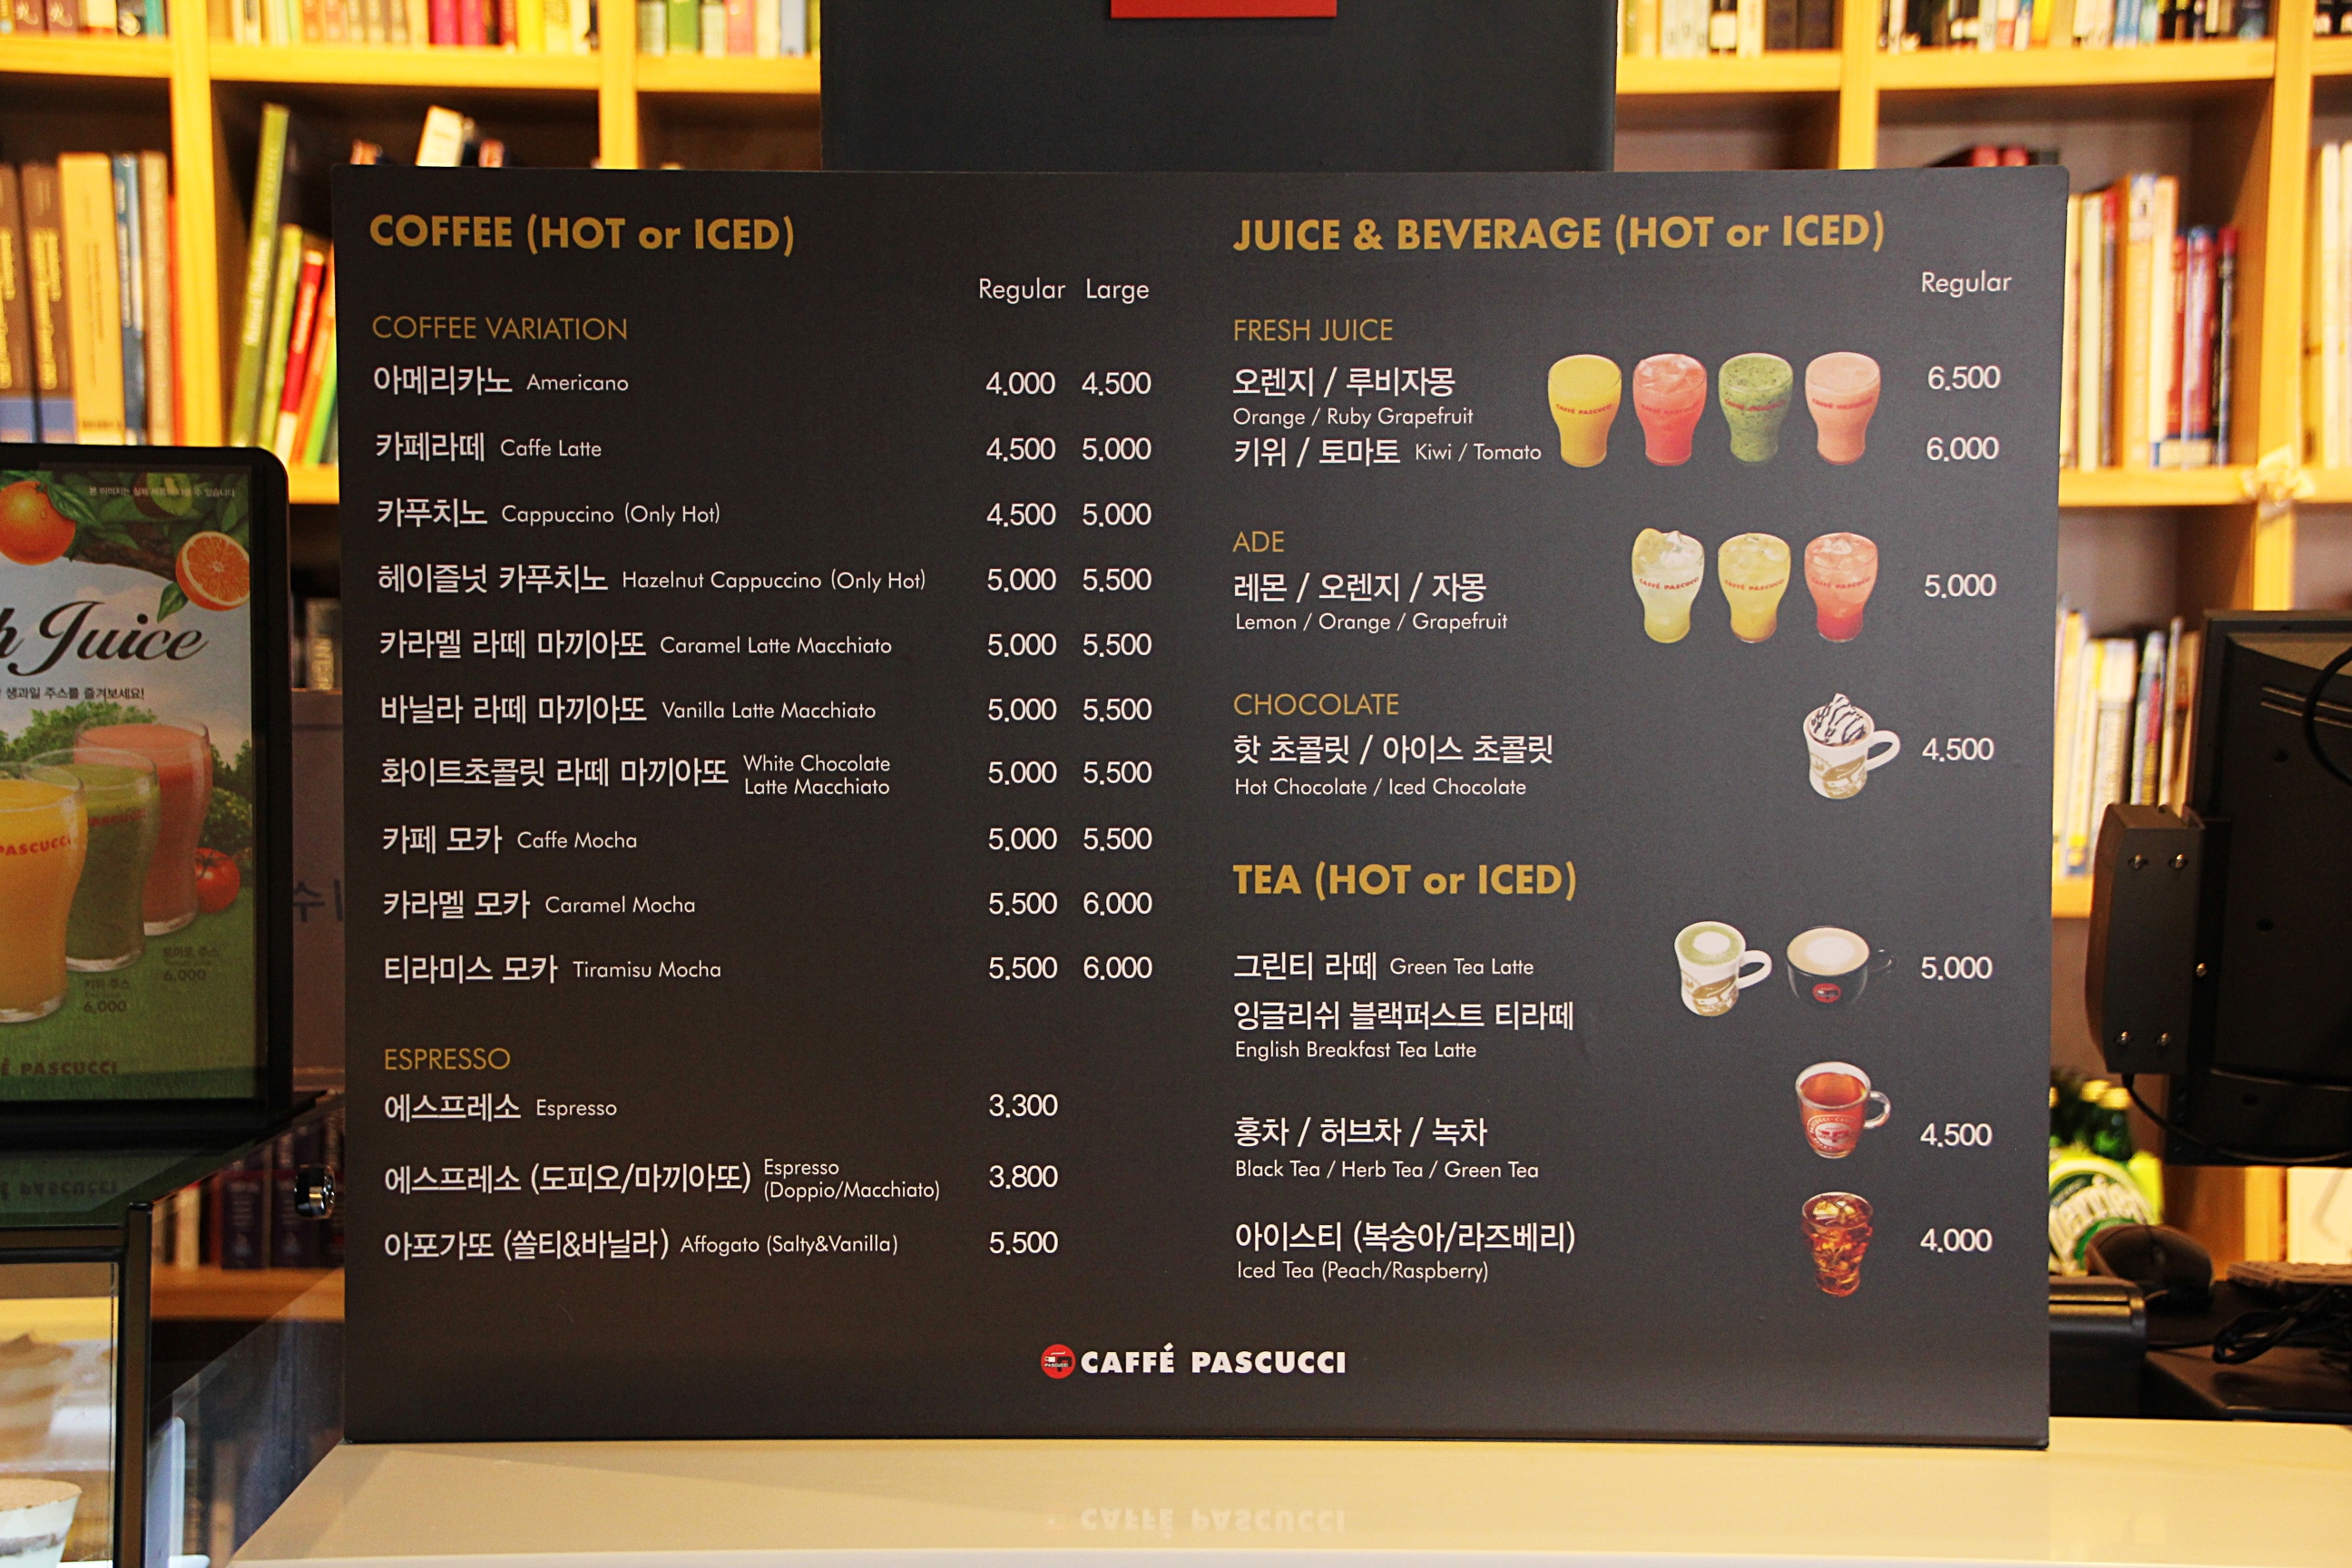 COFFEE (HOT or ICED)
Regular Large
COFFEE VARIATION
아메리카노 Americano 4.000 4.500
카페라떼 Caffe Latte 4.500 5.000
카푸치노 Cappuccino (Only Hot) 4.500 5.000
헤이즐넛 카푸치노 Hazelnut Cappuccino (Only Hot) 5.000 5.500
카라멜 라떼 마끼아또 Caramel Latte Macchiato 5.000 5.500
바닐라 라떼 마끼아또 Vanilla Latte Macchiato 5.000 5.500
화이트초콜릿 라떼 마끼아또 White Chocolate Latte Macchiato 5.000 5.500
카페 모카 Caffe Mocha 5.000 5.500
카라멜 모카 Caramel Mocha 5.500 6.000
티라미스 모카 Tiramisu Mocha 5.500 6.000
ESPRESSO
에스프레소 Espresso 3.300
에스프레소 (도피오/마끼아또) Espresso (Doppio/Macchiato) 3.800
아포가또 (쏠티&바닐라) Affogato (Salty&Vanilla) 5.500
JUICE & BEVERAGE (HOT or ICED)
Regular
FRESH JUICE
오렌지 / 루비자몽 6.500
Orange / Ruby Grapefruit
키위 / 토마토 Kiwi / Tomato 6.000
ADE
레몬 / 오렌지 / 자몽 5.000
Lemon / Orange / Grapefruit
CHOCOLATE
핫 초콜릿 / 아이스 초콜릿 4.500
Hot Chocolate / Iced Chocolate
TEA (HOT or ICED)
그린티 라떼 Green Tea Latte 5.000
잉글리쉬 블랙퍼스트 티라떼
English Breakfast Tea Latte
홍차 / 허브차 / 녹차 4.500
Black Tea / Herb Tea / Green Tea
아이스티 (복숭아/라즈베리) 4.000
Iced Tea (Peach/Raspberry)
CAFFÉ PASCUCCI
Juice
생과일 주스를 즐겨보세요!
PASCUCCI
토마토 주스
6,000
키위 주스
6,000
PASCUCCI